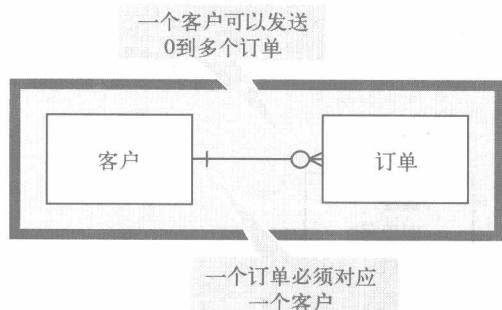 一个客户可以发送
0到多个订单
客户
订单
一个订单必须对应
一个客户